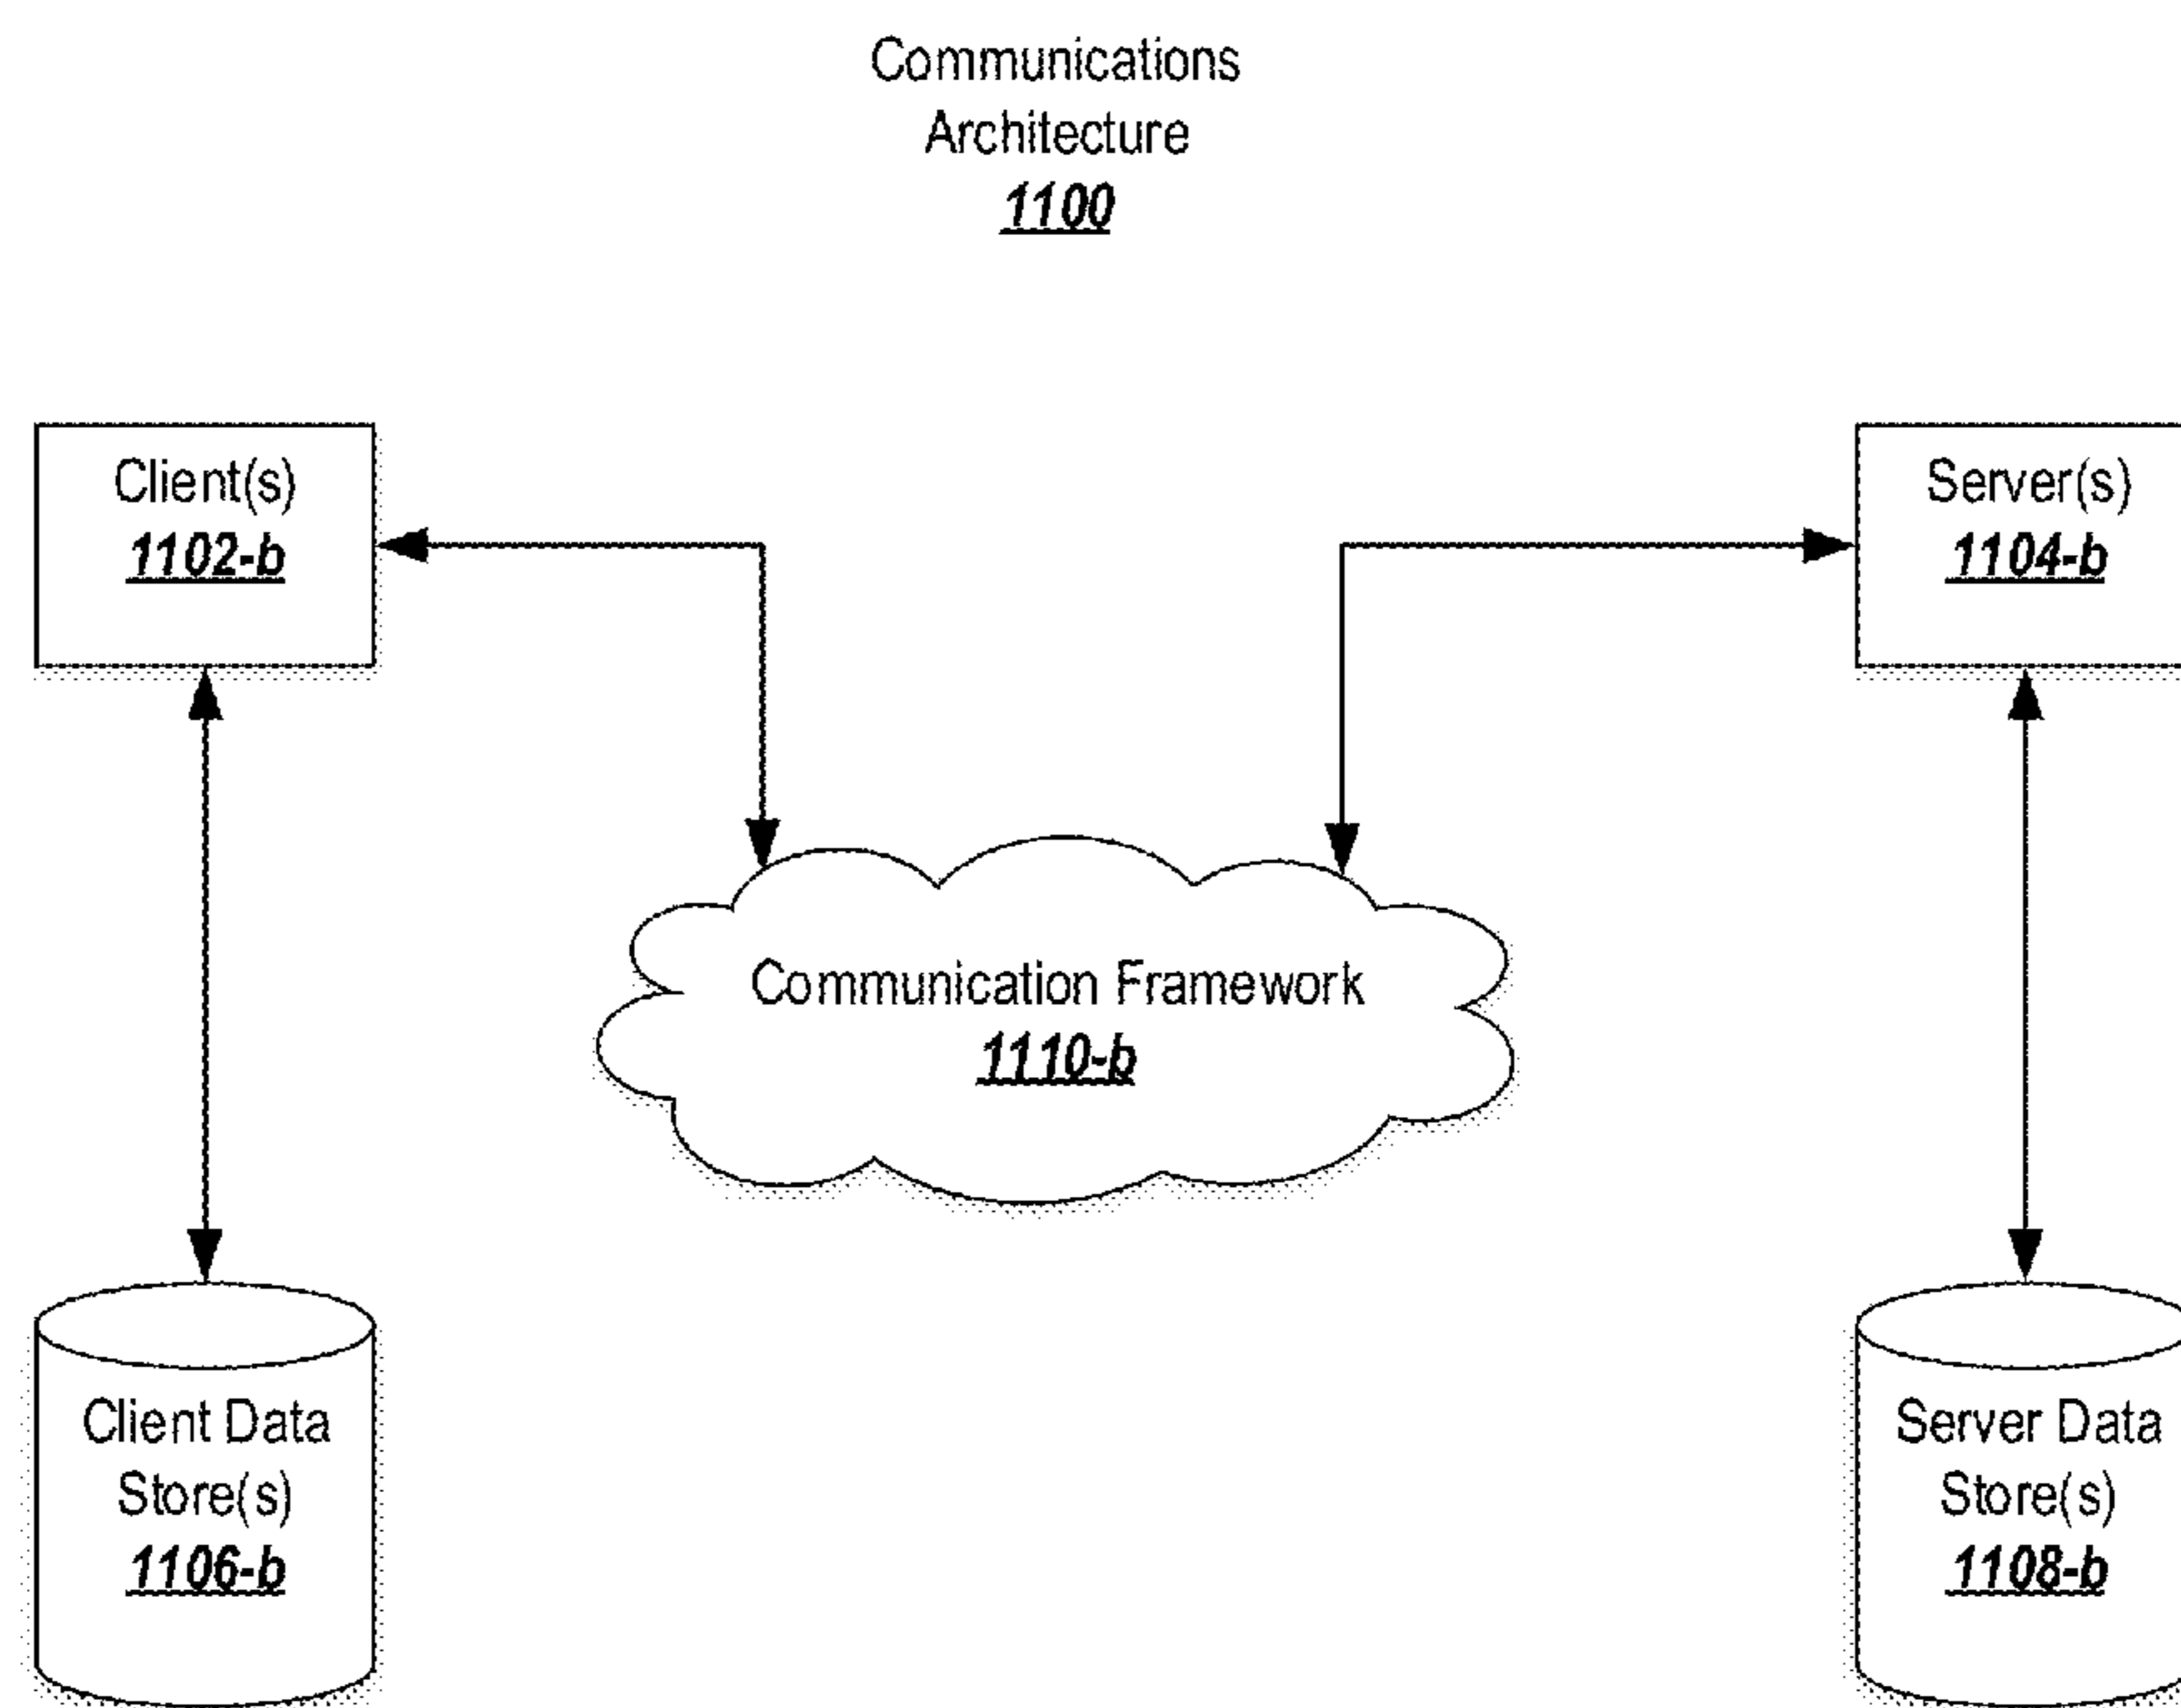 Communications
Architecture
1100
Client(s)
1102-b
Server(s)
1104-b
Communication Framework
1110-b
Client Data
Store(s)
1106-b
Server Data
Store(s)
1108-b